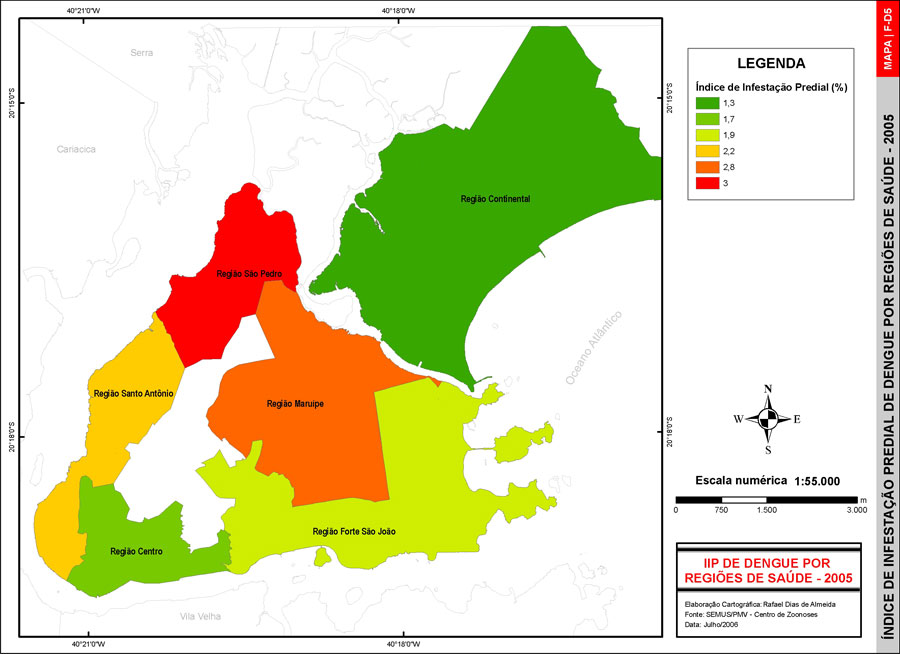 40°21'0"W
40°18'0"W
MAPA | F-D5
ÍNDICE DE INFESTAÇÃO PREDIAL DE DENGUE POR REGIÕES DE SAÚDE - 2005
Serra
Cariacica
20°15'0"S
20°15'0"S
LEGENDA
Índice de Infestação Predial (%)
1,3
1,7
1,9
2,2
2,8
3
Região Continental
Região São Pedro
Oceano Atlântico
Região Santo Antônio
Região Maruipe
20°18'0"S
20°18'0"S
N
W
E
S
Escala numérica 1:55.000
m
0 750 1.500 3.000
Região Forte São João
Região Centro
Vila Velha
IIP DE DENGUE POR
REGIÕES DE SAÚDE - 2005
Elaboração Cartográfica: Rafael Dias de Almeida
Fonte: SEMUS/PMV - Centro de Zoonoses
Data: Julho/2006
40°21'0"W
40°18'0"W